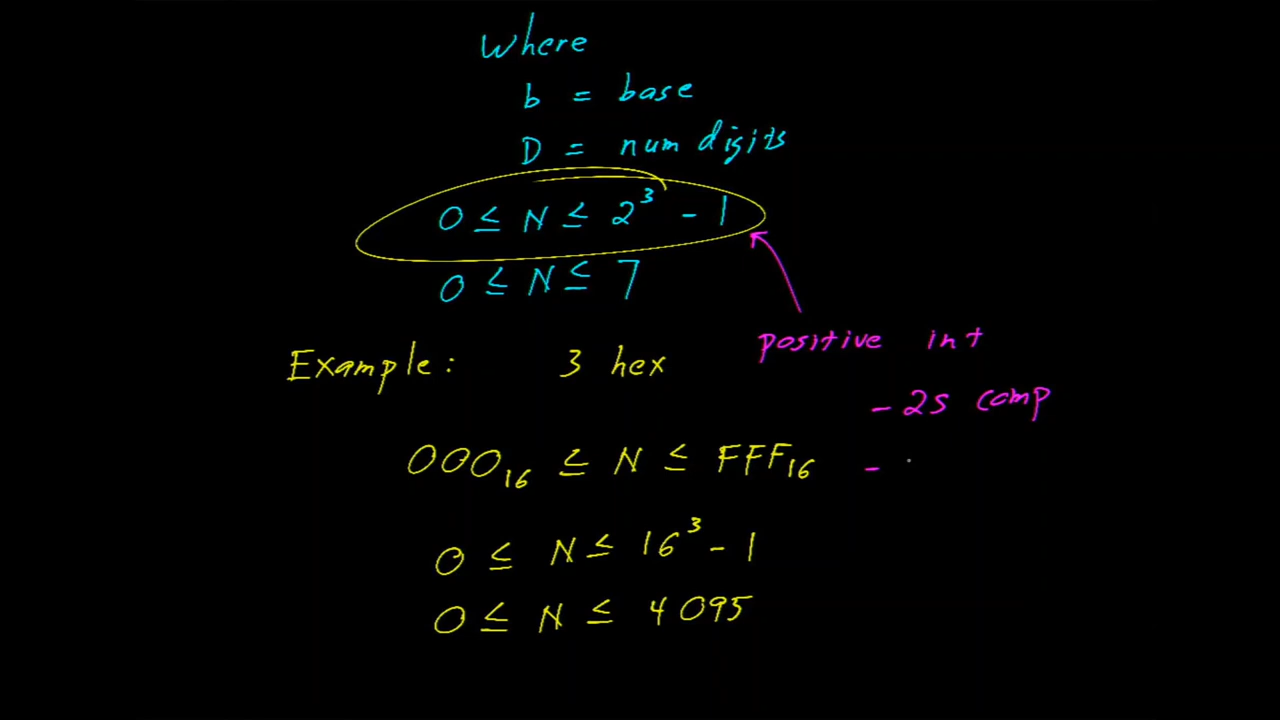 Where
b = base
D = num digits
0 ≤ N ≤ 2³ - 1
0 ≤ N ≤ 7
positive int
Example: 3 hex
- 2s comp
000₁₆ ≤ N ≤ FFF₁₆ -
0 ≤ N ≤ 16³ - 1
0 ≤ N ≤ 4095